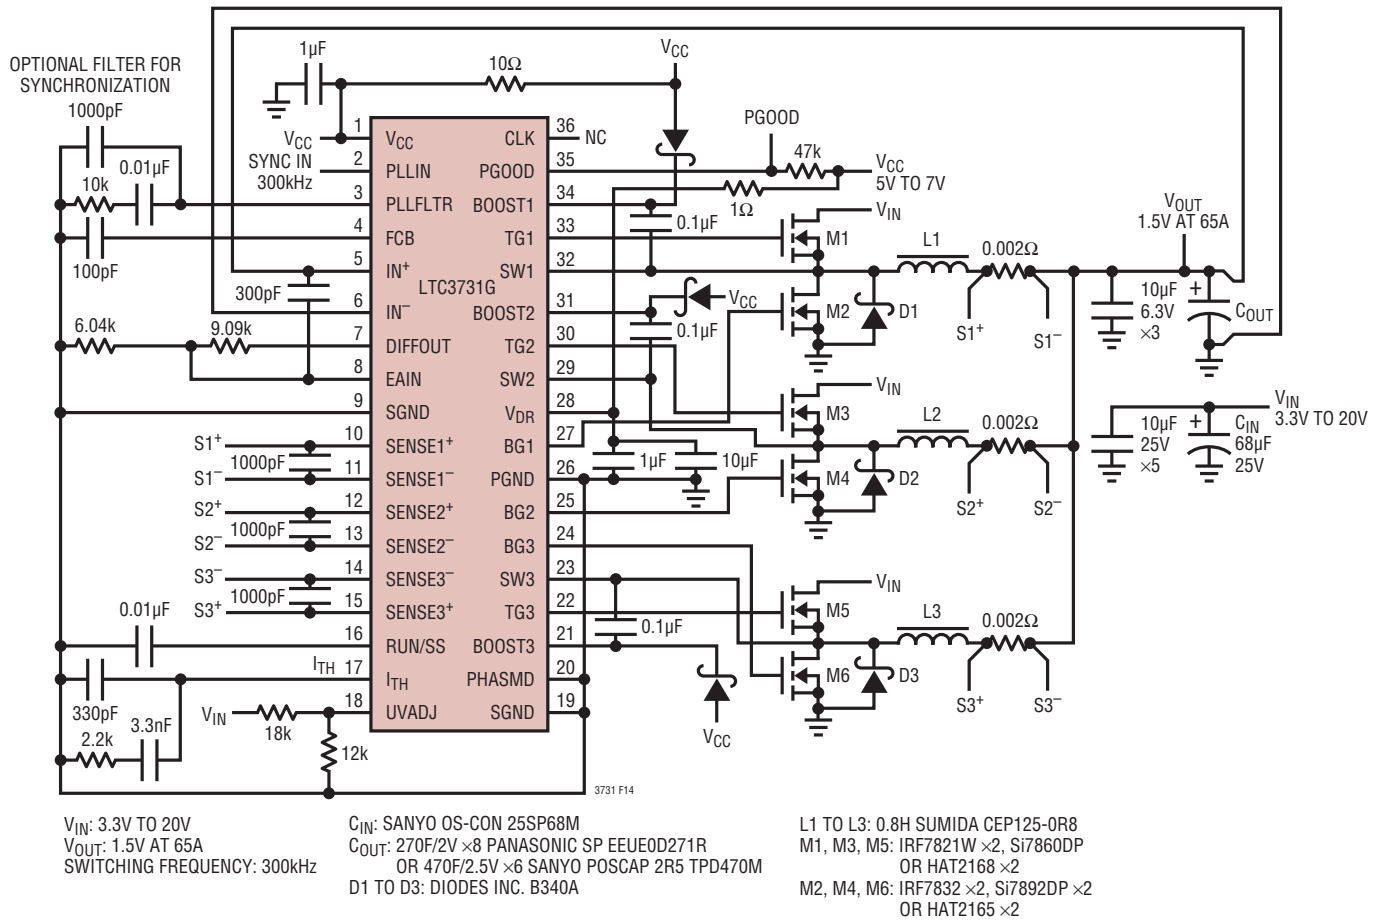 OPTIONAL FILTER FOR
SYNCHRONIZATION
1000pF
0.01µF
10k
100pF
1µF
10Ω
VCC
VCC
SYNC IN
300kHz
PGOOD
47k
VCC
5V TO 7V
1Ω
1 VCC
2 PLLIN
3 PLLFLTR
4 FCB
5 IN+
6 IN−
7 DIFFOUT
8 EAIN
9 SGND
10 SENSE1+
11 SENSE1−
12 SENSE2+
13 SENSE2−
14 SENSE3−
15 SENSE3+
16 RUN/SS
17 ITH
18 UVADJ
LTC3731G
CLK 36 NC
PGOOD 35
BOOST1 34
TG1 33
SW1 32
BOOST2 31
TG2 30
SW2 29
VDR 28
BG1 27
PGND 26
BG2 25
BG3 24
SW3 23
TG3 22
BOOST3 21
PHASMD 20
SGND 19
300pF
6.04k
9.09k
S1+
1000pF
S1−
S2+
1000pF
S2−
S3−
1000pF
S3+
0.01µF
ITH
330pF
3.3nF
2.2k
VIN
18k
12k
0.1µF
VCC
0.1µF
1µF
10µF
0.1µF
VCC
VIN
M1
M2
D1
L1
0.002Ω
S1+
S1−
VIN
M3
M4
D2
L2
0.002Ω
S2+
S2−
VIN
M5
M6
D3
L3
0.002Ω
S3+
S3−
VOUT
1.5V AT 65A
10µF
6.3V
×3
+
COUT
VIN
3.3V TO 20V
10µF
25V
×5
+
CIN
68µF
25V
3731 F14
VIN: 3.3V TO 20V
VOUT: 1.5V AT 65A
SWITCHING FREQUENCY: 300kHz
CIN: SANYO OS-CON 25SP68M
COUT: 270F/2V ×8 PANASONIC SP EEUE0D271R
OR 470F/2.5V ×6 SANYO POSCAP 2R5 TPD470M
D1 TO D3: DIODES INC. B340A
L1 TO L3: 0.8H SUMIDA CEP125-0R8
M1, M3, M5: IRF7821W ×2, Si7860DP
OR HAT2168 ×2
M2, M4, M6: IRF7832 ×2, Si7892DP ×2
OR HAT2165 ×2